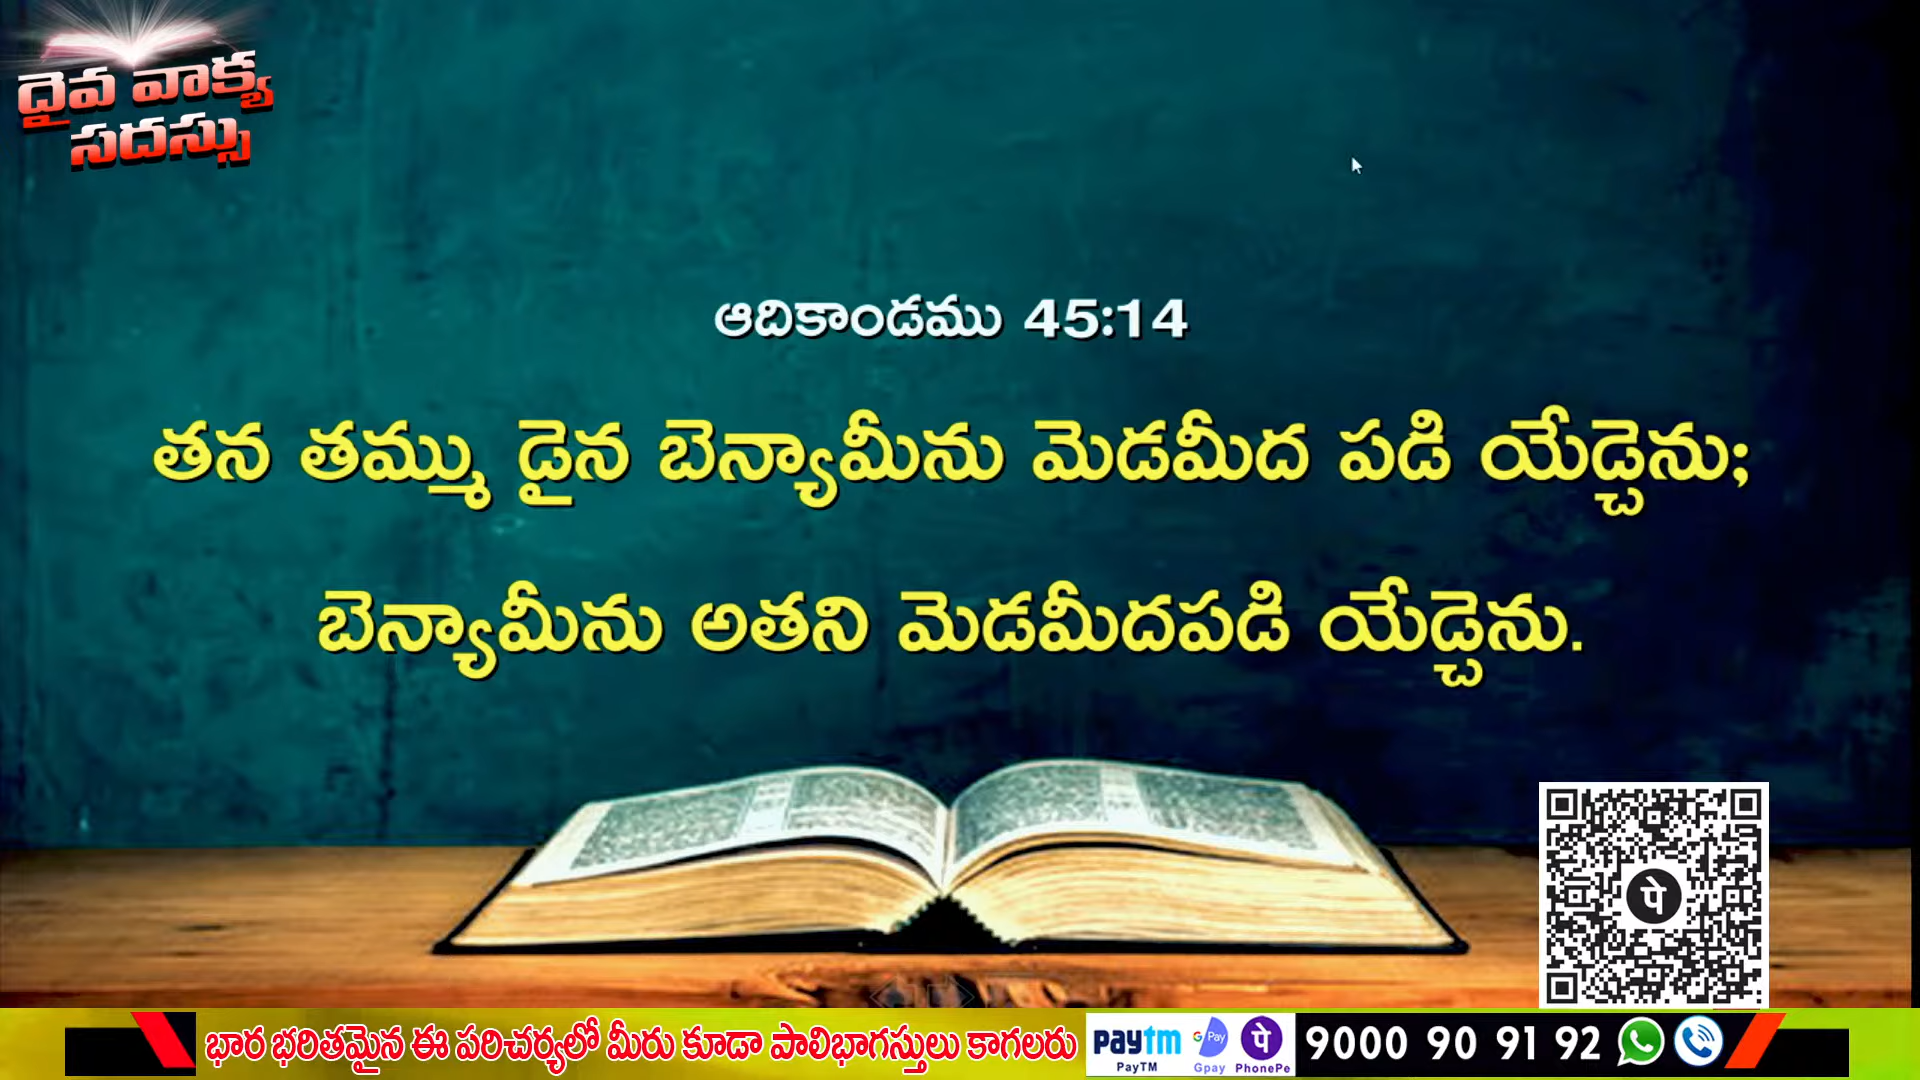 దైవ వాక్య
సదస్సు
ఆదికాండము 45:14
తన తమ్ము డైన బెన్యామీను మెడమీద పడి యేడ్చెను;
బెన్యామీను అతని మెడమీదపడి యేడ్చెను.
పే
భార భరితమైన ఈ పరిచర్యలో మీరు కూడా పాలిభాగస్తులు కాగలరు
paytm G Pay पे 9000 90 91 92
PayTM Gpay PhonePe